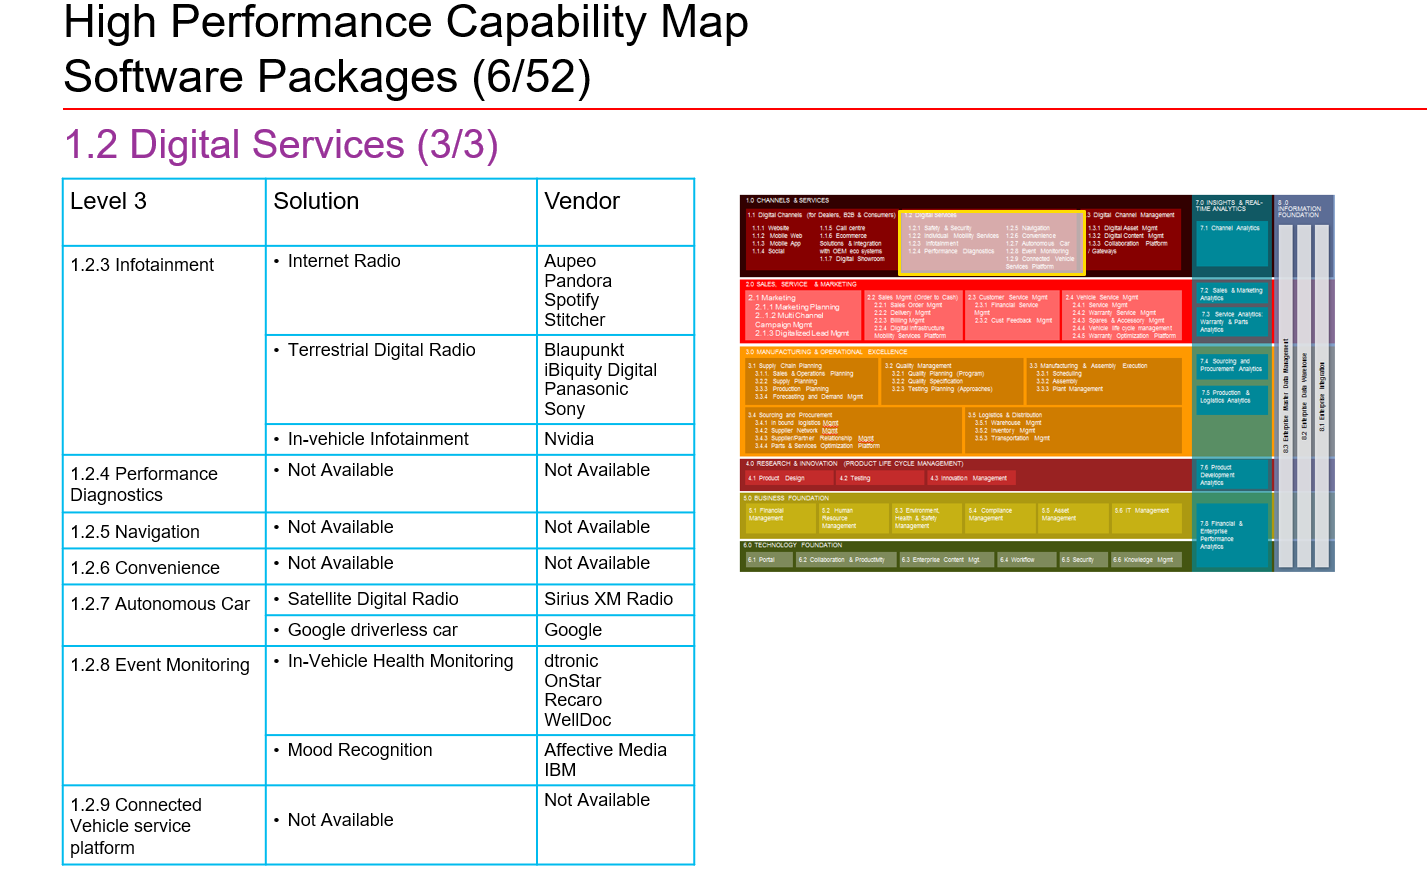 High Performance Capability Map
Software Packages (6/52)
1.2 Digital Services (3/3)
Level 3
Solution
Vendor
1.2.3 Infotainment
• Internet Radio
Aupeo
Pandora
Spotify
Stitcher
• Terrestrial Digital Radio
Blaupunkt
iBiquity Digital
Panasonic
Sony
• In-vehicle Infotainment
Nvidia
1.2.4 Performance
Diagnostics
• Not Available
Not Available
1.2.5 Navigation
• Not Available
Not Available
1.2.6 Convenience
• Not Available
Not Available
1.2.7 Autonomous Car
• Satellite Digital Radio
Sirius XM Radio
• Google driverless car
Google
1.2.8 Event Monitoring
• In-Vehicle Health Monitoring
dtronic
OnStar
Recaro
WellDoc
• Mood Recognition
Affective Media
IBM
1.2.9 Connected
Vehicle service
platform
• Not Available
Not Available
1.0 CHANNELS & SERVICES
1.1 Digital Channels (for Dealers, B2B & Consumers)
1.1.1 Website
1.1.2 Mobile Web
1.1.3 Mobile App
1.1.4 Social
1.1.5 Call centre
1.1.6 Ecommerce
Solutions & integration
with OEM eco systems
1.1.7 Digital Showroom
1.2 Digital Services
1.2.1 Safety & Security
1.2.2 Individual Mobility Services
1.2.3 Infotainment
1.2.4 Performance Diagnostics
1.2.5 Navigation
1.2.6 Convenience
1.2.7 Autonomous Car
1.2.8 Event Monitoring
1.2.9 Connected Vehicle
Services Platform
.3 Digital Channel Management
1.3.1 Digital Asset Mgmt
1.3.2 Digital Content Mgmt
1.3.3 Collaboration Platform
/ Gateways
2.0 SALES, SERVICE & MARKETING
2.1 Marketing
2.1.1 Marketing Planning
2..1.2 Multi Channel
Campaign Mgmt
2.1.3 Digitalized Lead Mgmt
2.2 Sales Mgmt (Order to Cash)
2.2.1 Sales Order Mgmt
2.2.2 Delivery Mgmt
2.2.3 Billing Mgmt
2.2.4 Digital Infrastructure
Mobility Services Platform
2.3 Customer Service Mgmt
2.3.1 Financial Service
Mgmt
2.3.2 Cust Feedback Mgmt
2.4 Vehicle Service Mgmt
2.4.1 Service Mgmt
2.4.2 Warranty Service Mgmt
2.4.3 Spares & Accessory Mgmt
2.4.4 Vehicle life cycle management
2.4.5 Warranty Optimization Platform
3.0 MANUFACTURING & OPERATIONAL EXCELLENCE
3.1 Supply Chain Planning
3.1.1. Sales & Operations Planning
3.2.2 Supply Planning
3.3.3 Production Planning
3.3.4 Forecasting and Demand Mgmt
3.2 Quality Management
3.2.1 Quality Planning (Program)
3.2.2 Quality Specification
3.2.3 Testing Planning (Approaches)
3.3 Manufacturing & Assembly Execution
3.3.1 Scheduling
3.3.2 Assembly
3.3.3 Plant Management
3.4 Sourcing and Procurement
3.4.1 In bound logistics Mgmt
3.4.2 Supplier Network Mgmt
3.4.3 Supplier/Partner Relationship Mgmt
3.4.4 Parts & Services Optimization Platform
3.5 Logistics & Distribution
3.5.1 Warehouse Mgmt
3.5.2 Inventory Mgmt
3.5.3 Transportation Mgmt
4.0 RESEARCH & INNOVATION (PRODUCT LIFE CYCLE MANAGEMENT)
4.1 Product Design
4.2 Testing
4.3 Innovation Management
5.0 BUSINESS FOUNDATION
5.1 Financial
Management
5.2 Human
Resource
Management
5.3 Environment,
Health & Safety
Management
5.4 Compliance
Management
5.5 Asset
Management
5.6 IT Management
6.0 TECHNOLOGY FOUNDATION
6.1 Portal
6.2 Collaboration & Productivity
6.3 Enterprise Content Mgt.
6.4 Workflow
6.5 Security
6.6 Knowledge Mgmt
7.0 INSIGHTS & REAL-
TIME ANALYTICS
7.1 Channel Analytics
7.2 Sales & Marketing
Analytics
7.3 Service Analytics:
Warranty & Parts
Analytics
7.4 Sourcing and
Procurement Analytics
7.5 Production &
Logistics Analytics
7.6 Product
Development
Analytics
7.8 Financial &
Enterprise
Performance
Analytics
8 .0
INFORMATION
FOUNDATION
8.3 Enterprise Master Data Management
8.2 Enterprise Data Warehouse
8.1 Enterprise Integration